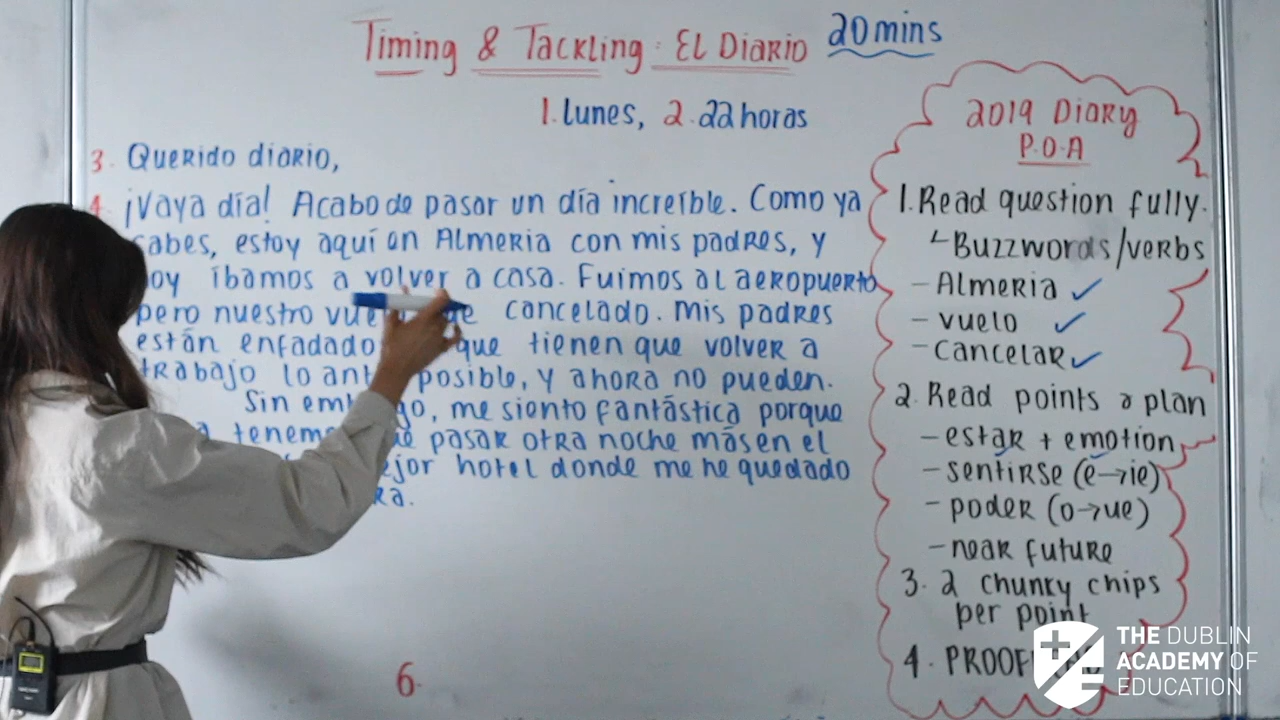 Timing & Tackling: El Diario 20 mins
1. Lunes, 2. 22 horas
3. Querido diario,
4. ¡Vaya día! Acabo de pasar un día increíble. Como ya
sabes, estoy aquí en Almeria con mis padres, y
hoy íbamos a volver a casa. Fuimos al aeropuerto
pero nuestro cancelado. Mis padres
están enfadado que tienen que volver a
trabajo lo posible, y ahora no pueden.
Sin me siento fantástica porque
pasar otra noche más en el
hotel donde me he quedado
6.
2019 Diary
P.O.A
1. Read question fully.
Buzzwords/verbs
- Almeria ✓
- vuelo ✓
- cancelar ✓
2. Read points & plan
- estar + emotion
- sentirse (e→ie)
- poder (o→ue)
- near future
3. 2 chunky chips
per point
4.
THE DUBLIN
ACADEMY OF
EDUCATION